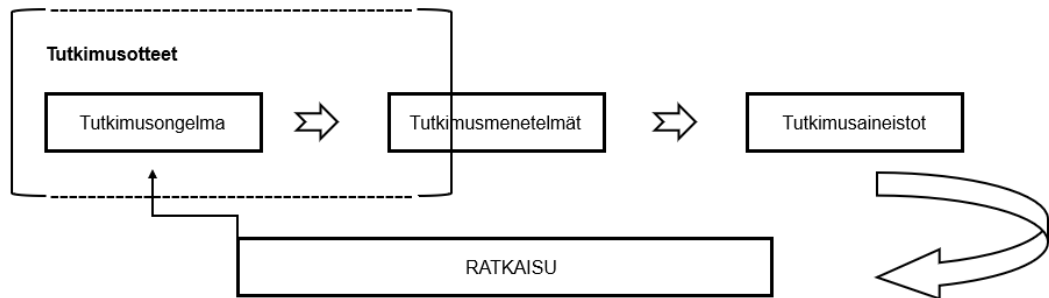 Tutkimusotteet
Tutkimusongelma
Tutkimusmenetelmät
Tutkimusaineistot
RATKAISU